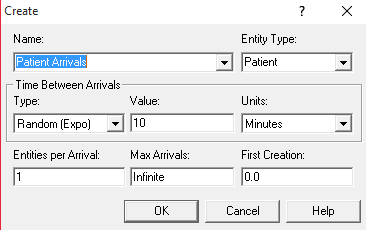 Create
?
Name: Entity Type:
Patient Arrivals Patient
Time Between Arrivals
Type: Value: Units:
Random (Expo) 10 Minutes
Entities per Arrival: Max Arrivals: First Creation:
1 Infinite 0.0
OK Cancel Help